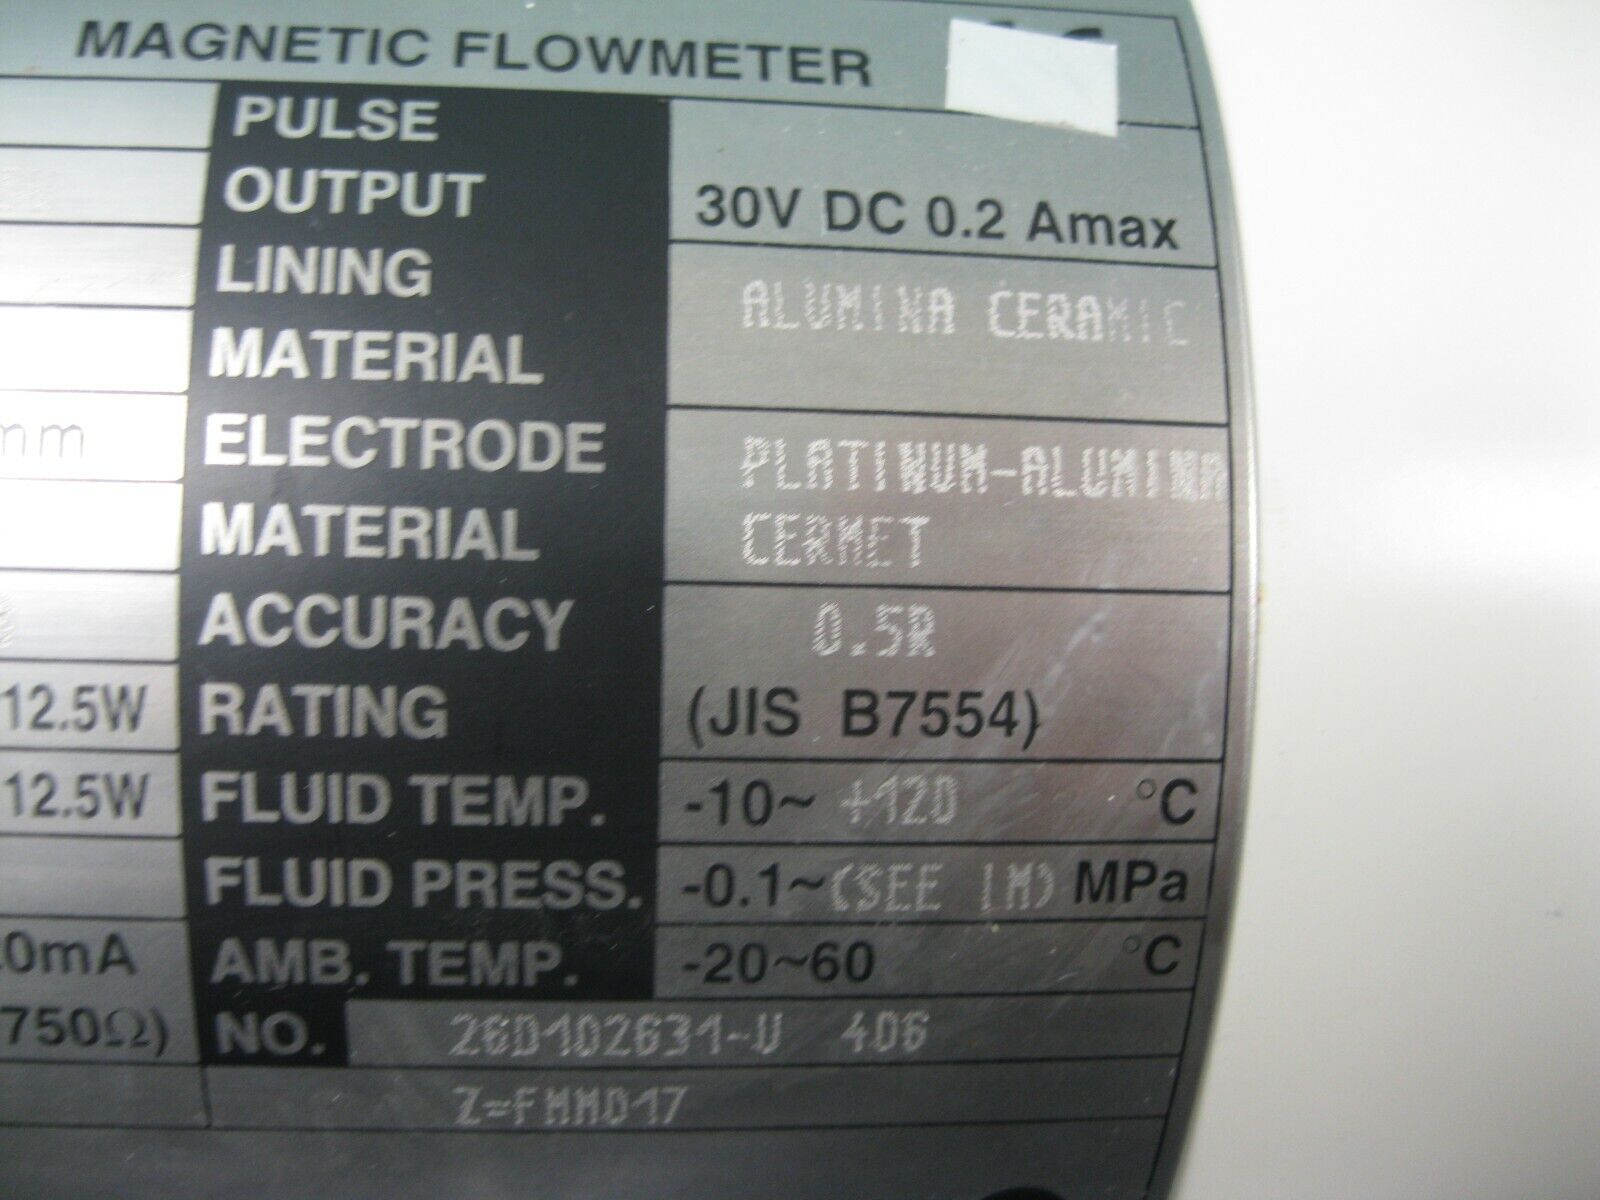 MAGNETIC FLOWMETER
PULSE
OUTPUT 30V DC 0.2 Amax
LINING ALUMINA CERAMIC
MATERIAL
mm ELECTRODE PLATINUM-ALUMINA
MATERIAL CERMET
ACCURACY 0.5R
12.5W RATING (JIS B7554)
12.5W FLUID TEMP. -10~ +120 °C
FLUID PRESS. -0.1~(SEE IM) MPa
0mA AMB. TEMP. -20~60 °C
750Ω) NO. 26D102631-U 406
Z=FMM017